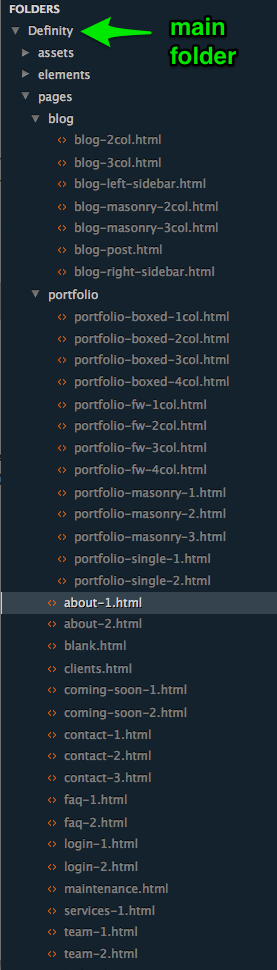 FOLDERS
Definity
main
folder
assets
elements
pages
blog
blog-2col.html
blog-3col.html
blog-left-sidebar.html
blog-masonry-2col.html
blog-masonry-3col.html
blog-post.html
blog-right-sidebar.html
portfolio
portfolio-boxed-1col.html
portfolio-boxed-2col.html
portfolio-boxed-3col.html
portfolio-boxed-4col.html
portfolio-fw-1col.html
portfolio-fw-2col.html
portfolio-fw-3col.html
portfolio-fw-4col.html
portfolio-masonry-1.html
portfolio-masonry-2.html
portfolio-masonry-3.html
portfolio-single-1.html
portfolio-single-2.html
about-1.html
about-2.html
blank.html
clients.html
coming-soon-1.html
coming-soon-2.html
contact-1.html
contact-2.html
contact-3.html
faq-1.html
faq-2.html
login-1.html
login-2.html
maintenance.html
services-1.html
team-1.html
team-2.html